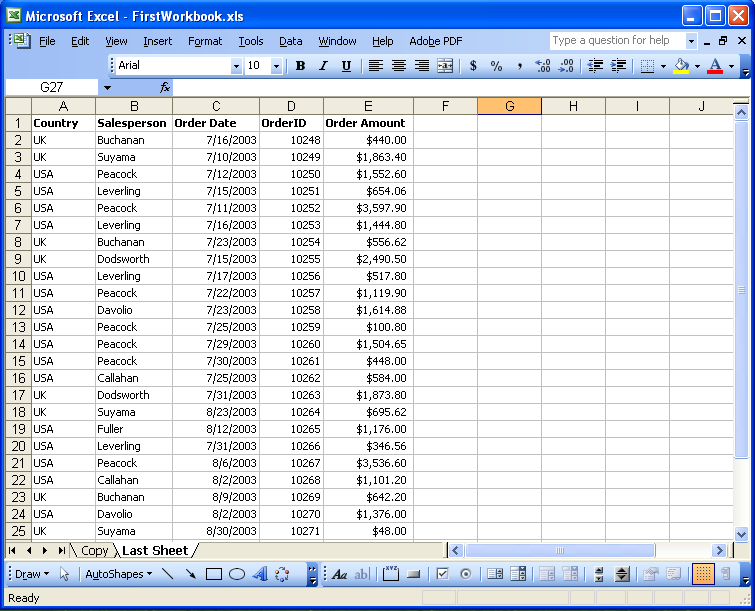 Microsoft Excel - FirstWorkbook.xls
File Edit View Insert Format Tools Data Window Help Adobe PDF Type a question for help
Arial 10 B I U $ % , .00 .00
G27 fx
A B C D E F G H I J
1 Country Salesperson Order Date OrderID Order Amount
2 UK Buchanan 7/16/2003 10248 $440.00
3 UK Suyama 7/10/2003 10249 $1,863.40
4 USA Peacock 7/12/2003 10250 $1,552.60
5 USA Leverling 7/15/2003 10251 $654.06
6 USA Peacock 7/11/2003 10252 $3,597.90
7 USA Leverling 7/16/2003 10253 $1,444.80
8 UK Buchanan 7/23/2003 10254 $556.62
9 UK Dodsworth 7/15/2003 10255 $2,490.50
10 USA Leverling 7/17/2003 10256 $517.80
11 USA Peacock 7/22/2003 10257 $1,119.90
12 USA Davolio 7/23/2003 10258 $1,614.88
13 USA Peacock 7/25/2003 10259 $100.80
14 USA Peacock 7/29/2003 10260 $1,504.65
15 USA Peacock 7/30/2003 10261 $448.00
16 USA Callahan 7/25/2003 10262 $584.00
17 UK Dodsworth 7/31/2003 10263 $1,873.80
18 UK Suyama 8/23/2003 10264 $695.62
19 USA Fuller 8/12/2003 10265 $1,176.00
20 USA Leverling 7/31/2003 10266 $346.56
21 USA Peacock 8/6/2003 10267 $3,536.60
22 USA Callahan 8/2/2003 10268 $1,101.20
23 UK Buchanan 8/9/2003 10269 $642.20
24 USA Davolio 8/2/2003 10270 $1,376.00
25 UK Suyama 8/30/2003 10271 $48.00
Copy Last Sheet
Draw AutoShapes Aa ab| xyz
Ready